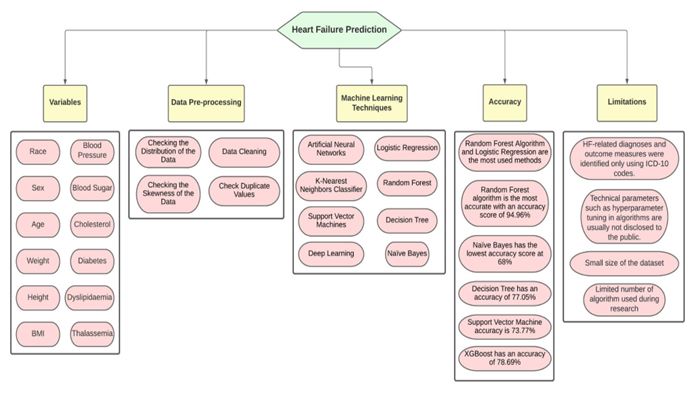 Heart Failure Prediction
Variables
Data Pre-processing
Machine Learning
Techniques
Accuracy
Limitations
Race
Blood
Pressure
Sex
Blood Sugar
Age
Cholesterol
Weight
Diabetes
Height
Dyslipidaemia
BMI
Thalassemia
Checking the
Distribution of the
Data
Data Cleaning
Checking the
Skewness of the
Data
Check Duplicate
Values
Artificial Neural
Networks
Logistic Regression
K-Nearest
Neighbors Classifier
Random Forest
Support Vector
Machines
Decision Tree
Deep Learning
Naïve Bayes
Random Forest Algorithm
and Logistic Regression are
the most used methods
Random Forest
algorithm is the most
accurate with an accuracy
score of 94.96%
Naïve Bayes has the
lowest accuracy score at
68%
Decision Tree has an
accuracy of 77.05%
Support Vector Machine
accuracy is 73.77%
XGBoost has an accuracy
of 78.69%
HF-related diagnoses and
outcome measures were
identified only using ICD-10
codes.
Technical parameters
such as hyperparameter
tuning in algorithms are
usually not disclosed to
the public.
Small size of the dataset
Limited number of
algorithm used during
research